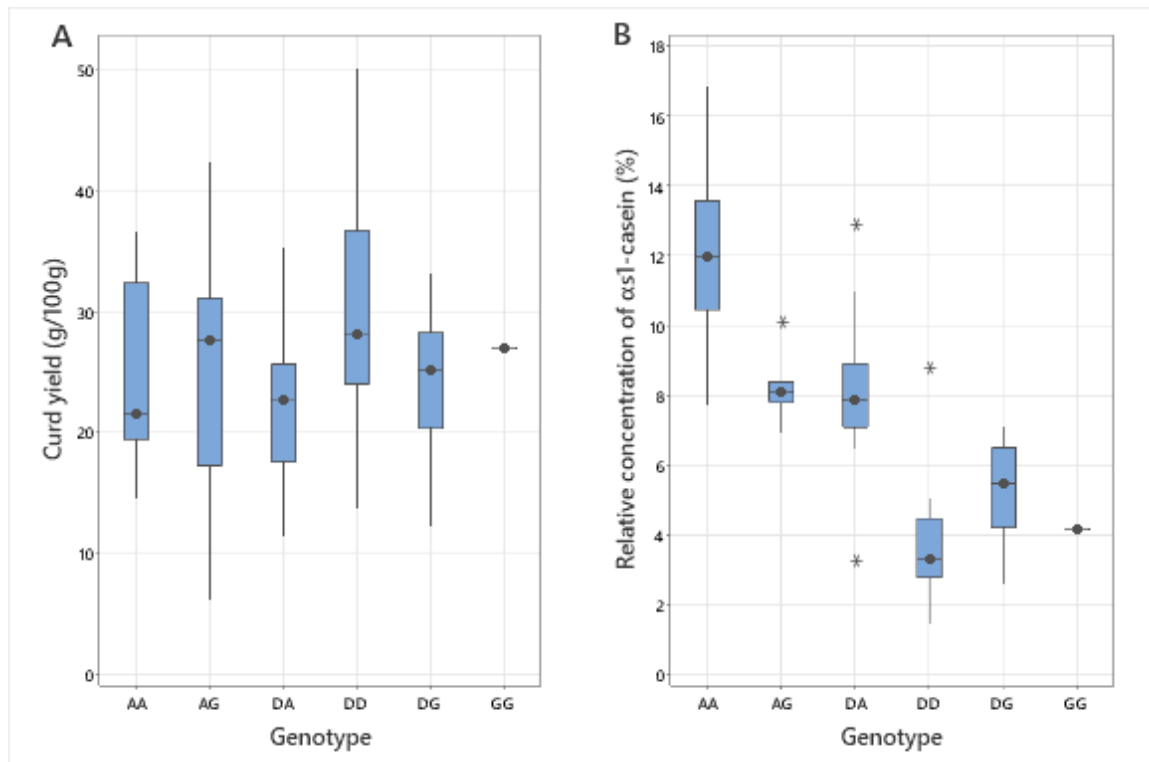 A
Curd yield (g/100g)
50
40
30
20
10
0
AA AG DA DD DG GG
Genotype
B
Relative concentration of αs1-casein (%)
18
16
14
12
10
8
6
4
2
0
AA AG DA DD DG GG
Genotype